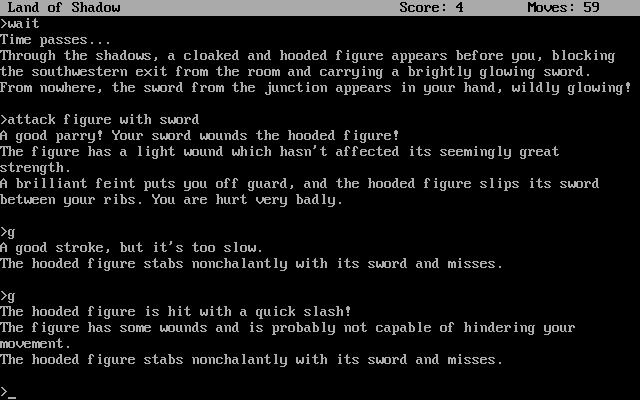 Land of Shadow Score: 4 Moves: 59
>wait
Time passes...
Through the shadows, a cloaked and hooded figure appears before you, blocking
the southwestern exit from the room and carrying a brightly glowing sword.
From nowhere, the sword from the junction appears in your hand, wildly glowing!
>attack figure with sword
A good parry! Your sword wounds the hooded figure!
The figure has a light wound which hasn't affected its seemingly great
strength.
A brilliant feint puts you off guard, and the hooded figure slips its sword
between your ribs. You are hurt very badly.
>g
A good stroke, but it's too slow.
The hooded figure stabs nonchalantly with its sword and misses.
>g
The hooded figure is hit with a quick slash!
The figure has some wounds and is probably not capable of hindering your
movement.
The hooded figure stabs nonchalantly with its sword and misses.
>_